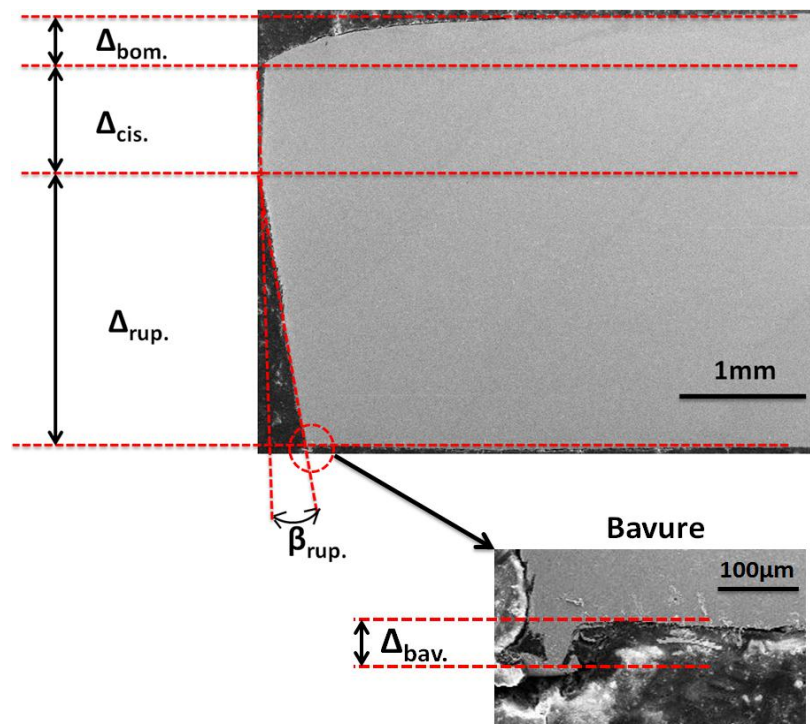 Δbom.
Δcis.
Δrup.
1mm
βrup.
Bavure
100µm
Δbav.